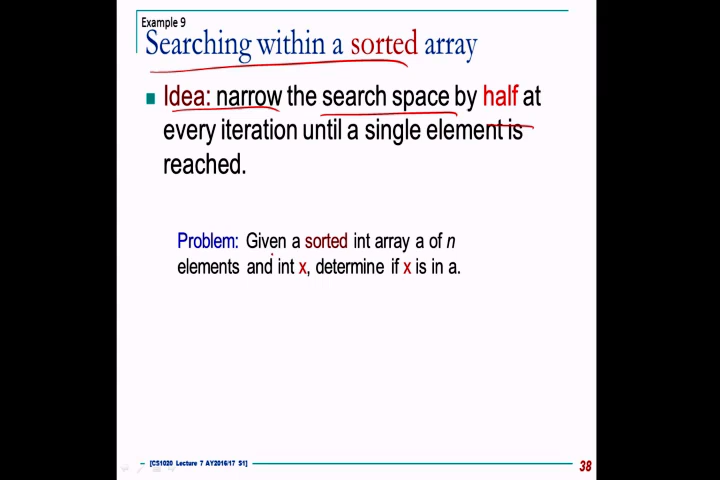 Example 9
Searching within a sorted array
Idea: narrow the search space by half at
every iteration until a single element is
reached.
Problem: Given a sorted int array a of n
elements and int x, determine if x is in a.
[CS1020 Lecture 7 AY2016/17 S1]
38